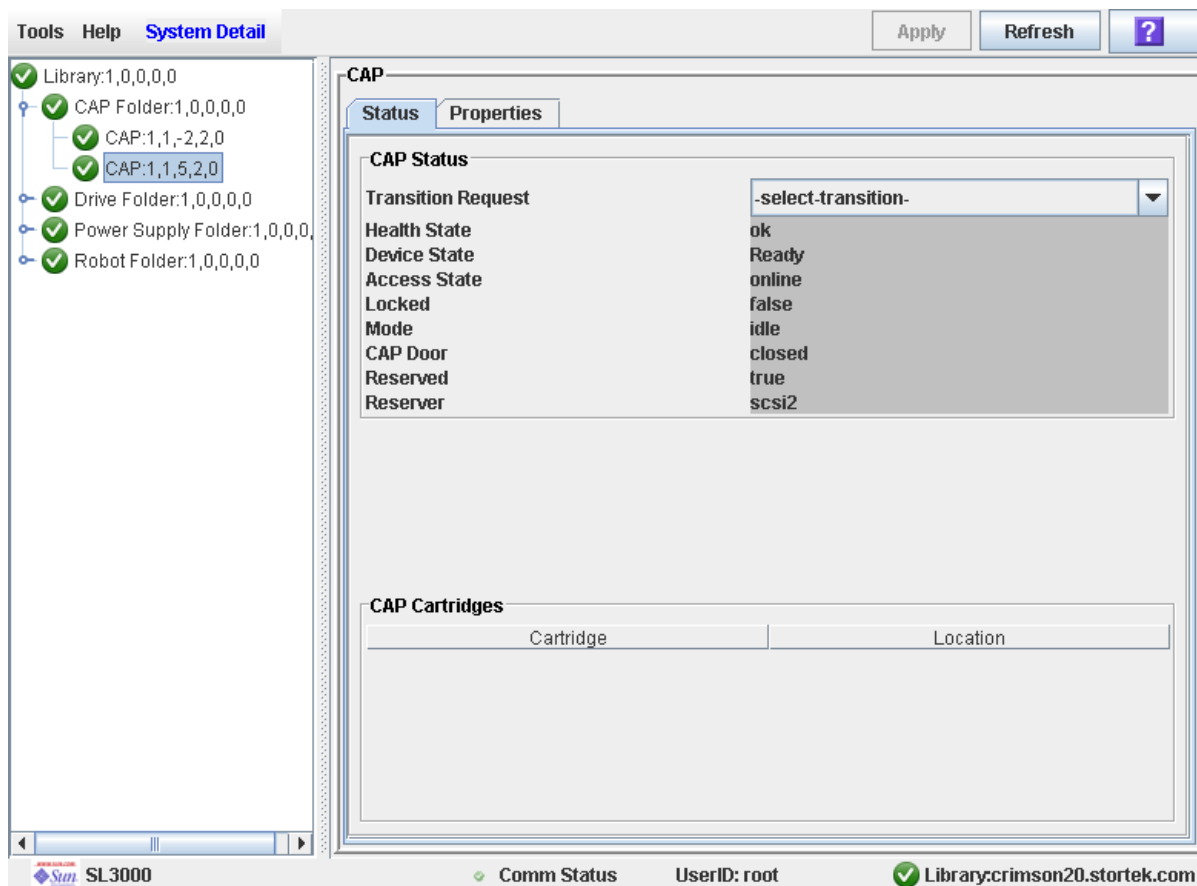 Tools Help System Detail
Apply Refresh ?
Library:1,0,0,0,0
CAP Folder:1,0,0,0,0
CAP:1,1,-2,2,0
CAP:1,1,5,2,0
Drive Folder:1,0,0,0,0
Power Supply Folder:1,0,0,0,
Robot Folder:1,0,0,0,0
CAP
Status Properties
CAP Status
Transition Request -select-transition-
Health State ok
Device State Ready
Access State online
Locked false
Mode idle
CAP Door closed
Reserved true
Reserver scsi2
CAP Cartridges
Cartridge Location
Sun SL3000 Comm Status UserID: root Library:crimson20.stortek.com